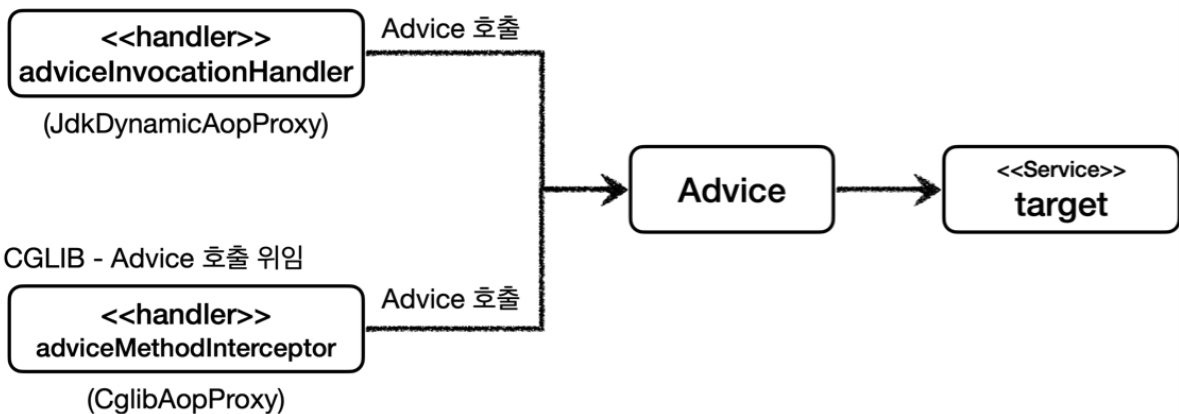 <<handler>>
adviceInvocationHandler
(JdkDynamicAopProxy)
Advice 호출
Advice
<<Service>>
target
CGLIB - Advice 호출 위임
<<handler>>
adviceMethodInterceptor
(CglibAopProxy)
Advice 호출